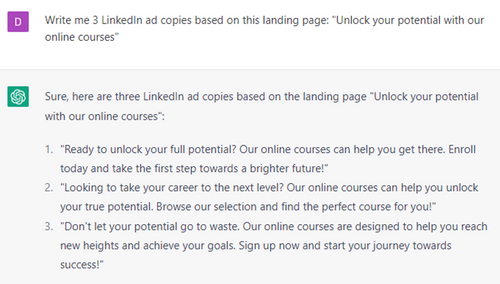 D
Write me 3 LinkedIn ad copies based on this landing page: "Unlock your potential with our
online courses"
Sure, here are three LinkedIn ad copies based on the landing page "Unlock your potential
with our online courses":
1. "Ready to unlock your full potential? Our online courses can help you get there. Enroll
today and take the first step towards a brighter future!"
2. "Looking to take your career to the next level? Our online courses can help you unlock
your true potential. Browse our selection and find the perfect course for you!"
3. "Don't let your potential go to waste. Our online courses are designed to help you reach
new heights and achieve your goals. Sign up now and start your journey towards
success!"